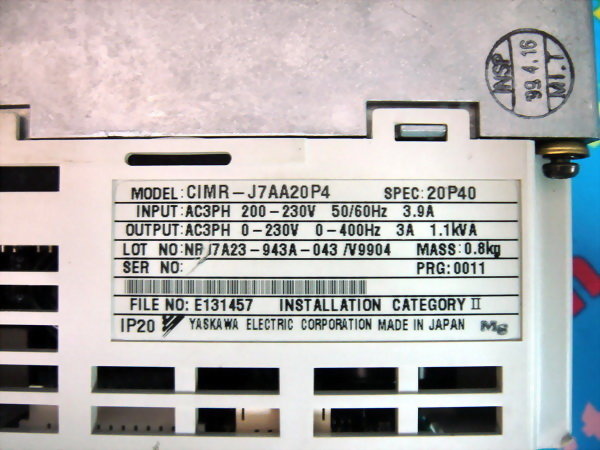 INSP
'99.4.16
MI.T
MODEL:CIMR-J7AA20P4 SPEC:20P40
INPUT:AC3PH 200-230V 50/60Hz 3.9A
OUTPUT:AC3PH 0-230V 0-400Hz 3A 1.1kVA
LOT NO:NR J7A23-943A-043 /V9904 MASS:0.8kg
SER NO: PRG:0011
FILE NO: E131457 INSTALLATION CATEGORY II
IP20 YASKAWA ELECTRIC CORPORATION MADE IN JAPAN